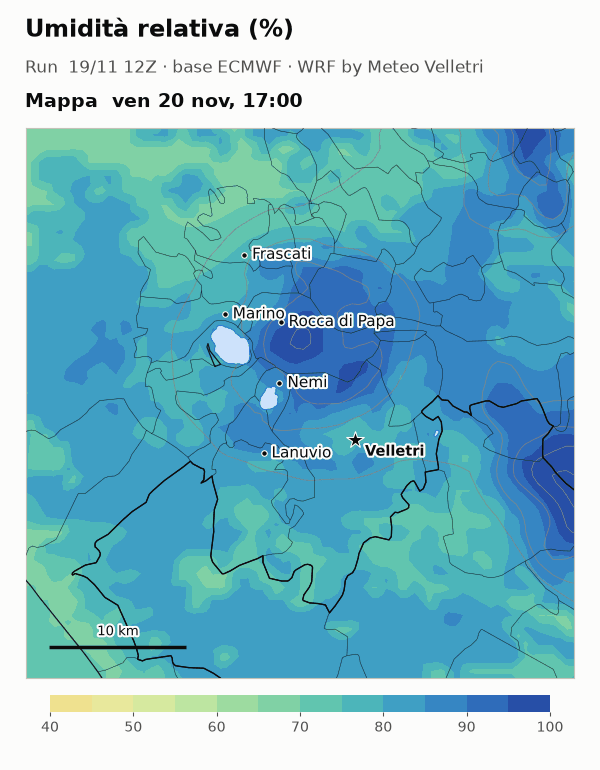 Umidità relativa (%)
Run  19/11 12Z · base ECMWF · WRF by Meteo Velletri
Mappa  ven 20 nov, 17:00
Frascati
Marino
Rocca di Papa
Nemi
Velletri
Lanuvio
10 km
40 50 60 70 80 90 100